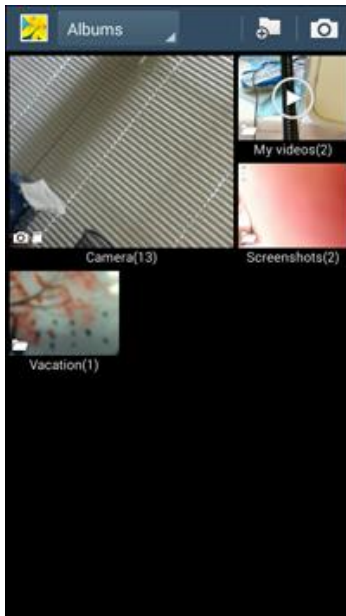 Albums
My videos(2)
Camera(13)
Screenshots(2)
Vacation(1)